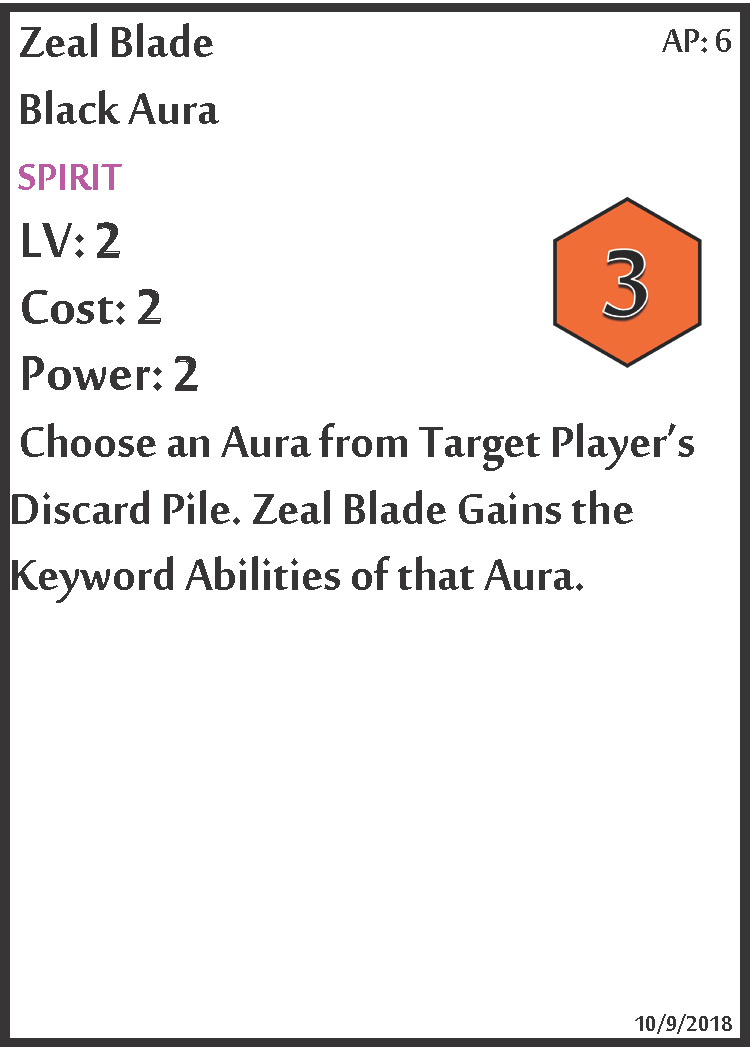 Zeal Blade
AP: 6
Black Aura
SPIRIT
LV: 2
Cost: 2
3
Power: 2
Choose an Aura from Target Player's
Discard Pile. Zeal Blade Gains the
Keyword Abilities of that Aura.
10/9/2018